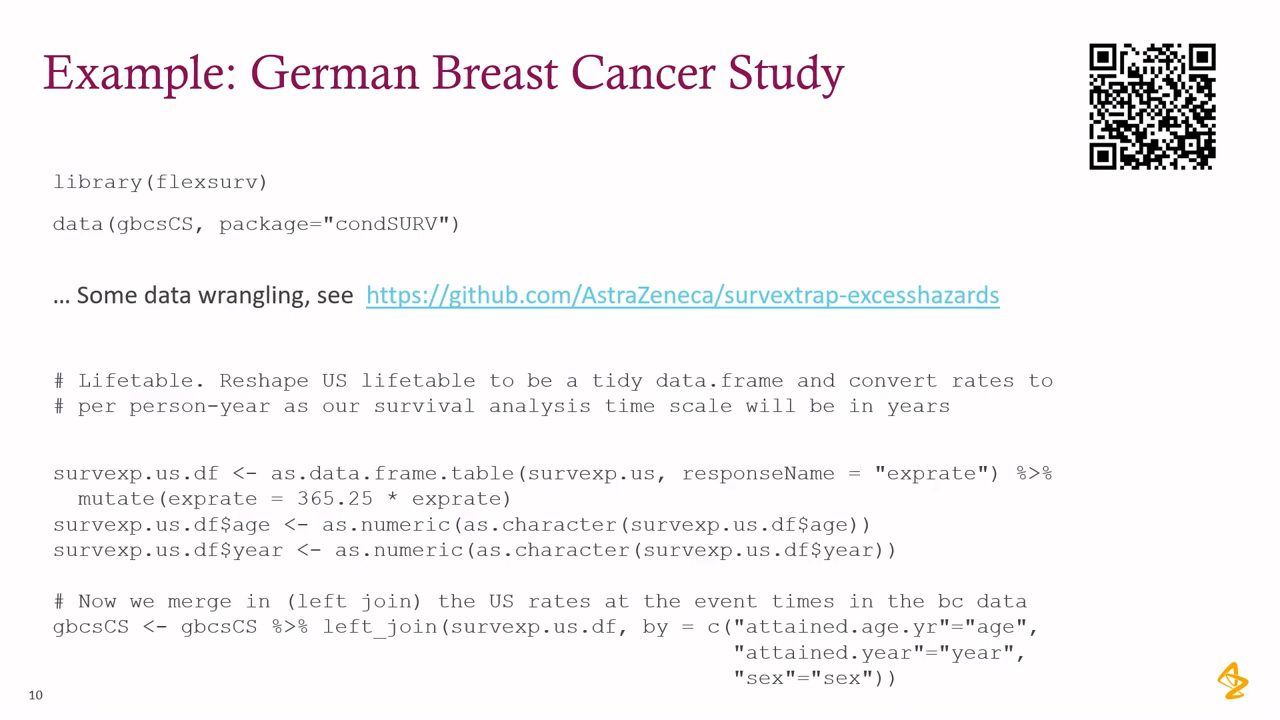 Example: German Breast Cancer Study
library(flexsurv)
data(gbcsCS, package="condSURV")
… Some data wrangling, see https://github.com/AstraZeneca/survextrap-excesshazards
# Lifetable. Reshape US lifetable to be a tidy data.frame and convert rates to
# per person-year as our survival analysis time scale will be in years
survexp.us.df <- as.data.frame.table(survexp.us, responseName = "exprate") %>%
  mutate(exprate = 365.25 * exprate)
survexp.us.df$age <- as.numeric(as.character(survexp.us.df$age))
survexp.us.df$year <- as.numeric(as.character(survexp.us.df$year))
# Now we merge in (left join) the US rates at the event times in the bc data
gbcsCS <- gbcsCS %>% left_join(survexp.us.df, by = c("attained.age.yr"="age",
"attained.year"="year",
"sex"="sex"))
10